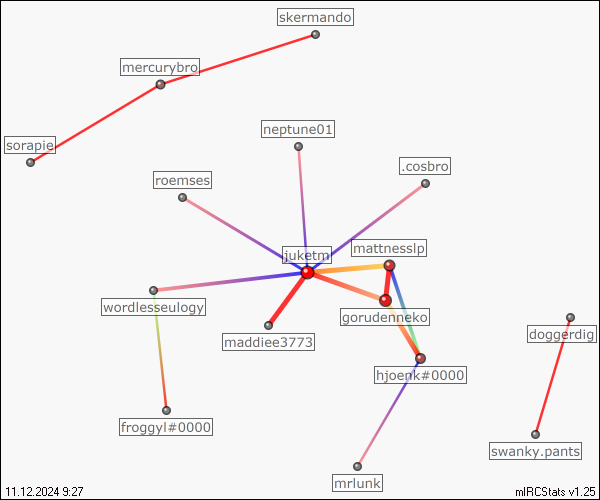 skermando
mercurybro
neptune01
sorapie
.cosbro
roemses
mattnesslp
juketm
wordlesseulogy
gorudenneko
doggerdig
maddiee3773
hjoenk#0000
froggyl#0000
swanky.pants
mrlunk
11.12.2024 9:27
mIRCStats v1.25